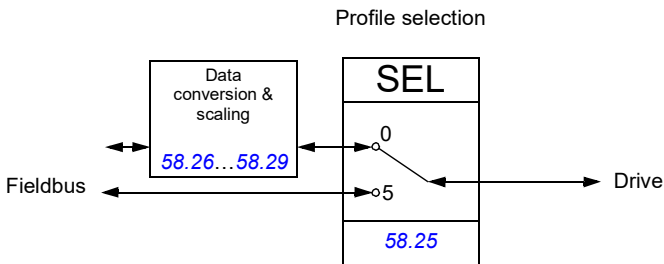 Profile selection
Data
conversion &
scaling
58.26...58.29
SEL
0
5
58.25
Fieldbus
Drive